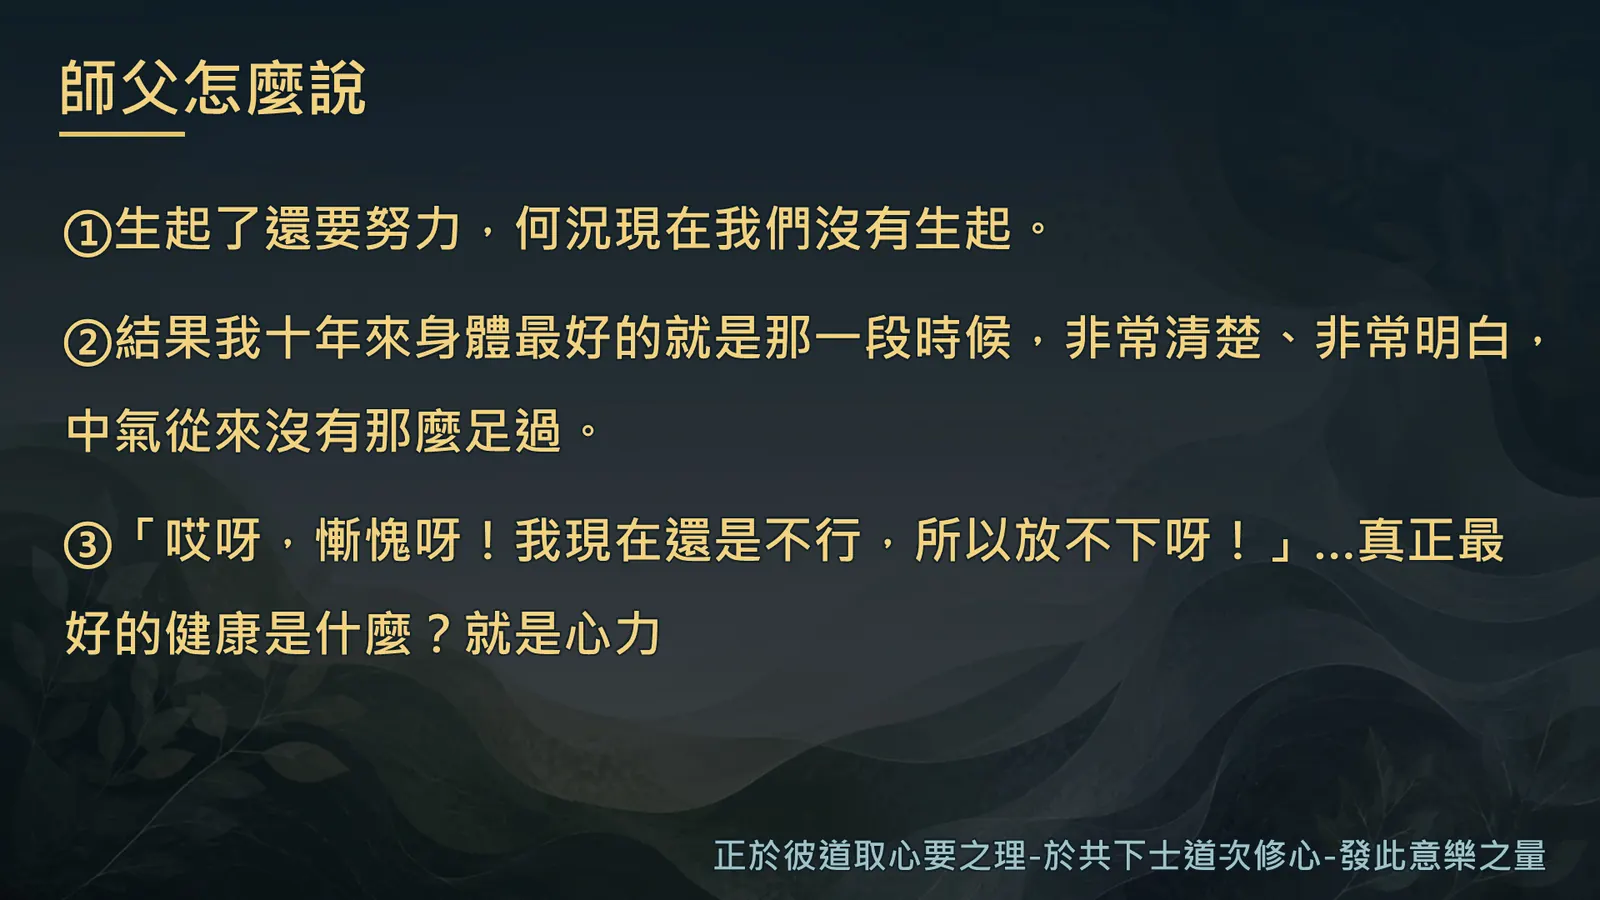 師父怎麼說
①生起了還要努力，何況現在我們沒有生起。
②結果我十年來身體最好的就是那一段時候，非常清楚、非常明白，
中氣從來沒有那麼足過。
③「哎呀，慚愧呀！我現在還是不行，所以放不下呀！」...真正最
好的健康是什麼？就是心力
正於彼道取心要之理-於共下士道次修心-發此意樂之量